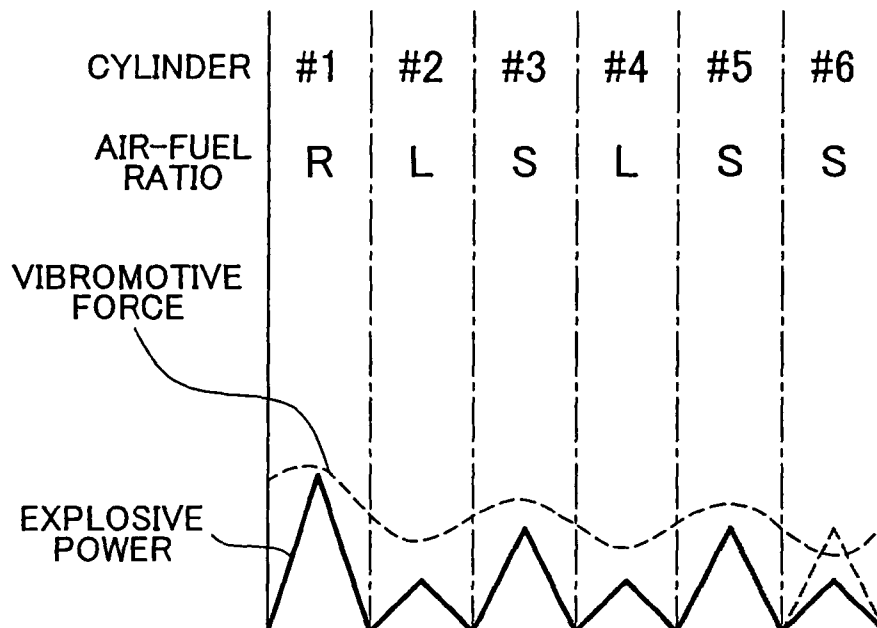 CYLINDER #1 #2 #3 #4 #5 #6
AIR-FUEL
RATIO
R L S L S S
VIBROMOTIVE
FORCE
EXPLOSIVE
POWER